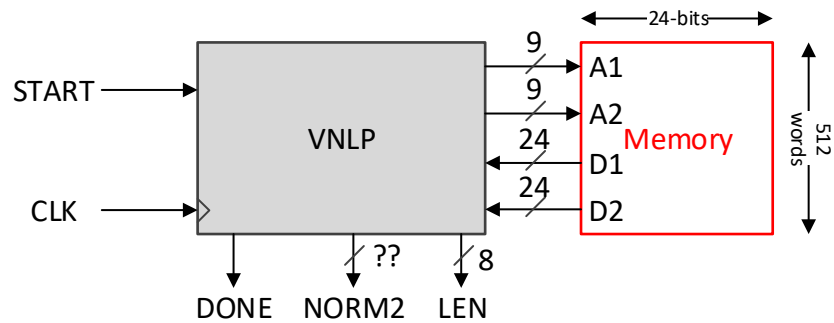 24-bits
9
START
A1
9
A2
VNLP
Memory
512
words
24
D1
24
CLK
D2
??
8
DONE
NORM2
LEN